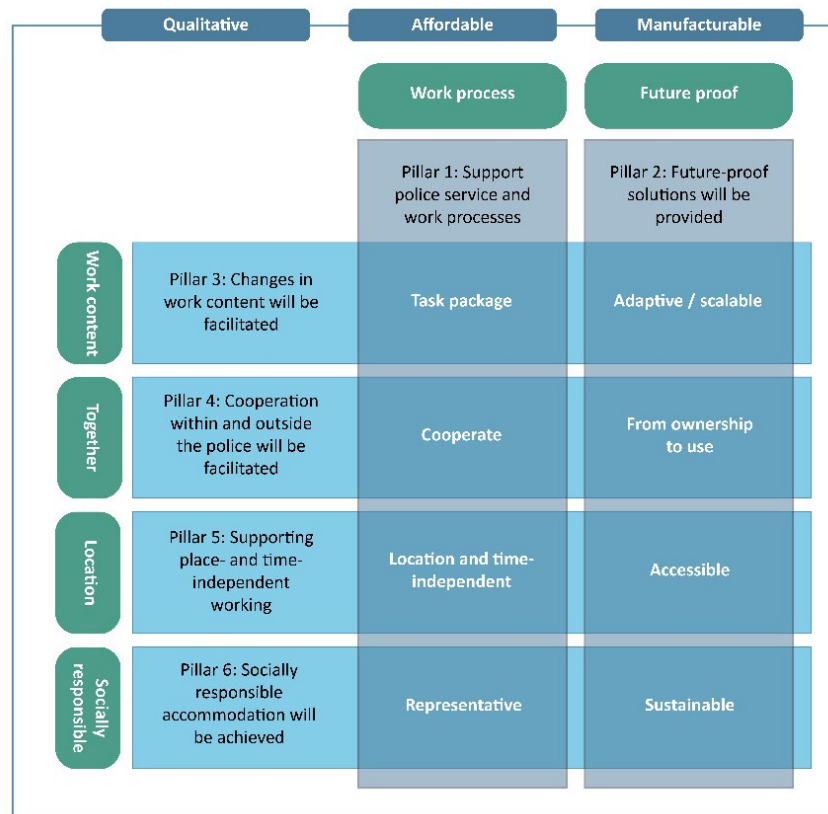 Qualitative
Affordable
Manufacturable
Work process
Future proof
Pillar 1: Support
police service and
work processes
Pillar 2: Future-proof
solutions will be
provided
Work content
Pillar 3: Changes in
work content will be
facilitated
Task package
Adaptive / scalable
Together
Pillar 4: Cooperation
within and outside
the police will be
facilitated
Cooperate
From ownership
to use
Location
Pillar 5: Supporting
place- and time-
independent
working
Location and time-
independent
Accessible
Socially
responsible
Pillar 6: Socially
responsible
accommodation will
be achieved
Representative
Sustainable